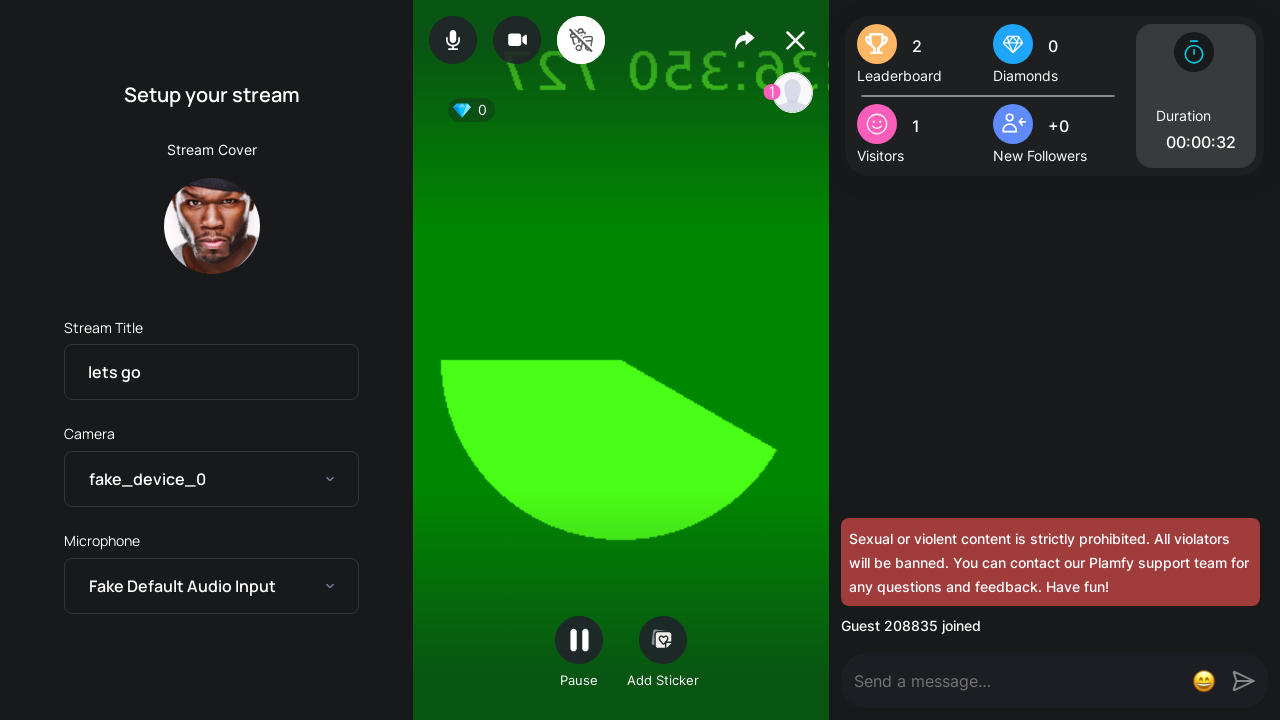 Setup your stream
Stream Cover
Stream Title
lets go
Camera
fake_device_0
Microphone
Fake Default Audio Input
0
1
Pause
Add Sticker
2
Leaderboard
0
Diamonds
1
Visitors
+0
New Followers
Duration
00:00:32
Sexual or violent content is strictly prohibited. All violators
will be banned. You can contact our Plamfy support team for
any questions and feedback. Have fun!
Guest 208835 joined
Send a message...